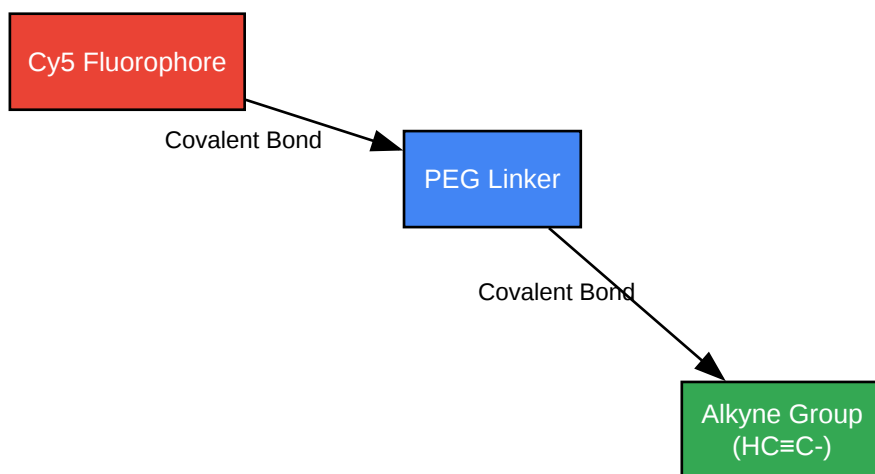 Cy5 Fluorophore
Covalent Bond
PEG Linker
Covalent Bond
Alkyne Group
(HC≡C-)